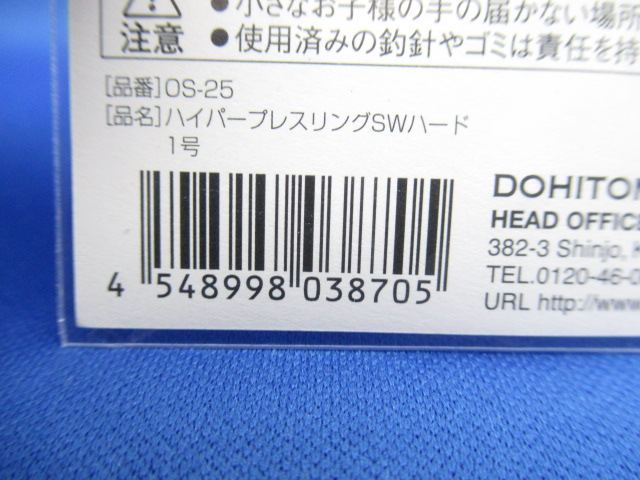 ●小さなお子様の手の届かない場所
注意 ●使用済みの釣針やゴミは責任を持
[品番]OS-25
[品名]ハイパープレスリングSWハード
1号
4 548998 038705
DOHITO
HEAD OFFICE
382-3 Shinjo,
TEL.0120-46-
URL http://www